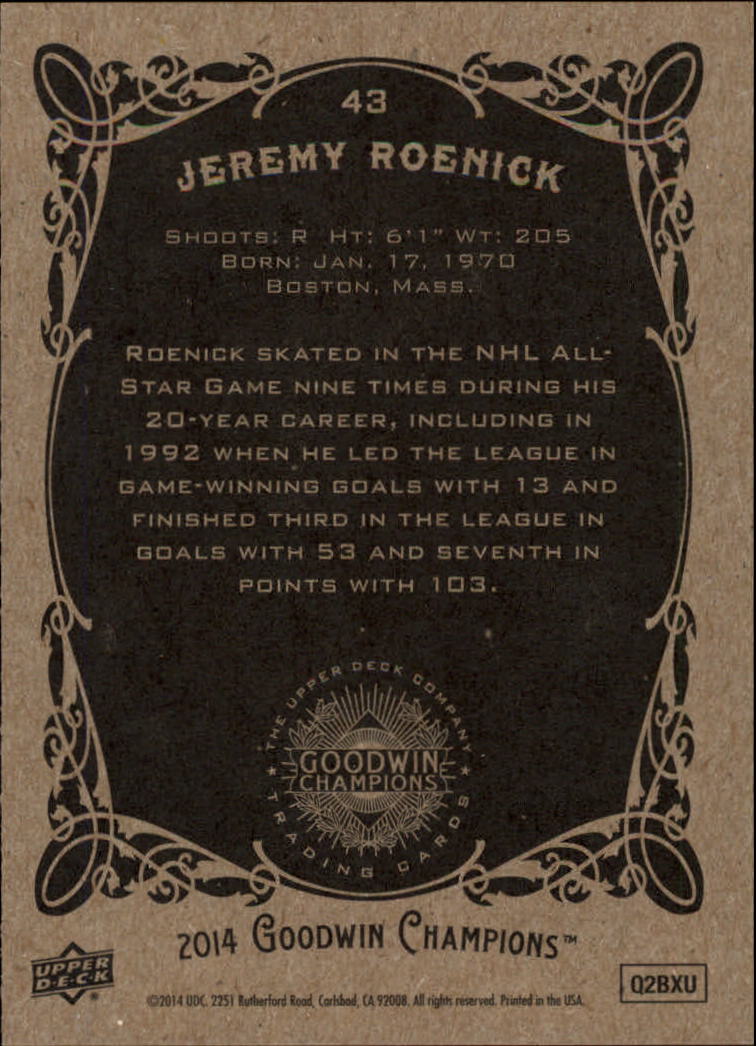 43
JEREMY ROENICK
SHOOTS: R HT: 6'1" WT: 205
BORN: JAN. 17, 1970
BOSTON, MASS.
ROENICK SKATED IN THE NHL ALL-
STAR GAME NINE TIMES DURING HIS
20-YEAR CAREER, INCLUDING IN
1992 WHEN HE LED THE LEAGUE IN
GAME-WINNING GOALS WITH 13 AND
FINISHED THIRD IN THE LEAGUE IN
GOALS WITH 53 AND SEVENTH IN
POINTS WITH 103.
THE UPPER DECK COMPANY
GOODWIN
CHAMPIONS
TRADING CARDS
2014 GOODWIN CHAMPIONS™
UPPER
D·E·C·K®
Q2BXU
©2014 UDC. 2251 Rutherford Road, Carlsbad, CA 92008. All rights reserved. Printed in the USA.